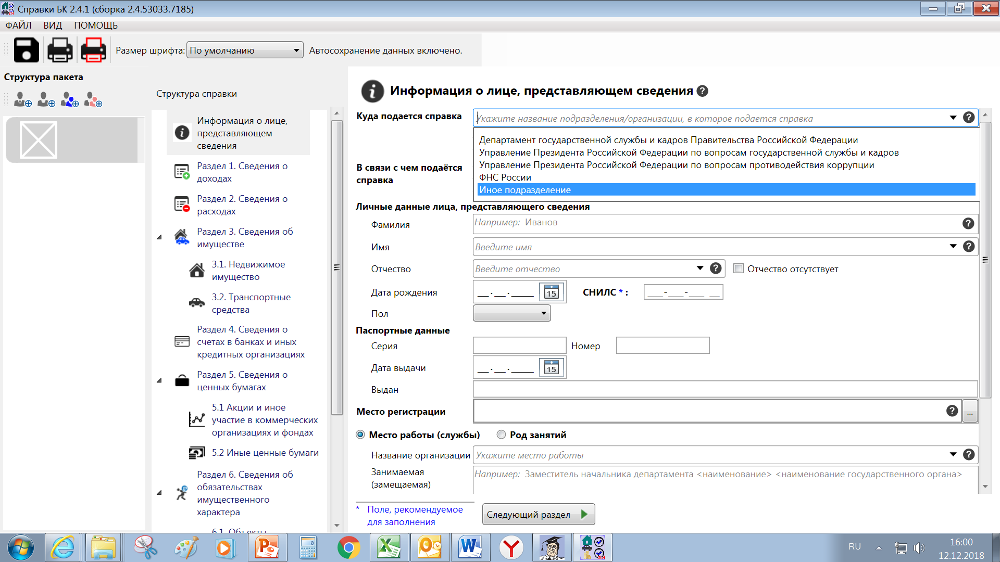 Справки БК 2.4.1 (сборка 2.4.53033.7185)
ФАЙЛ ВИД ПОМОЩЬ
Размер шрифта: По умолчанию Автосохранение данных включено.
Структура пакета
Структура справки
Информация о лице,
представляющем
сведения
Раздел 1. Сведения о
доходах
Раздел 2. Сведения о
расходах
Раздел 3. Сведения об
имуществе
3.1. Недвижимое
имущество
3.2. Транспортные
средства
Раздел 4. Сведения о
счетах в банках и иных
кредитных организациях
Раздел 5. Сведения о
ценных бумагах
5.1 Акции и иное
участие в коммерческих
организациях и фондах
5.2 Иные ценные бумаги
Раздел 6. Сведения об
обязательствах
имущественного
характера
6.1. Объекты
Информация о лице, представляющем сведения ?
Куда подается справка Укажите название подразделения/организации, в которое подается справка ?
Департамент государственной службы и кадров Правительства Российской Федерации
Управление Президента Российской Федерации по вопросам государственной службы и кадров
Управление Президента Российской Федерации по вопросам противодействия коррупции
ФНС России
Иное подразделение
В связи с чем подаётся
справка
Личные данные лица, представляющего сведения
Фамилия Например: Иванов ?
Имя Введите имя ?
Отчество Введите отчество ? Отчество отсутствует
Дата рождения __.__.____ 15 СНИЛС * : ___-___-___ __
Пол
Паспортные данные
Серия Номер
Дата выдачи __.__.____ 15
Выдан
Место регистрации ? ...
Место работы (службы) Род занятий
Название организации Укажите место работы ?
Занимаемая
(замещаемая) Например: Заместитель начальника департамента <наименование> <наименование государственного органа>
* Поле, рекомендуемое
для заполнения
Следующий раздел
RU
16:00
12.12.2018